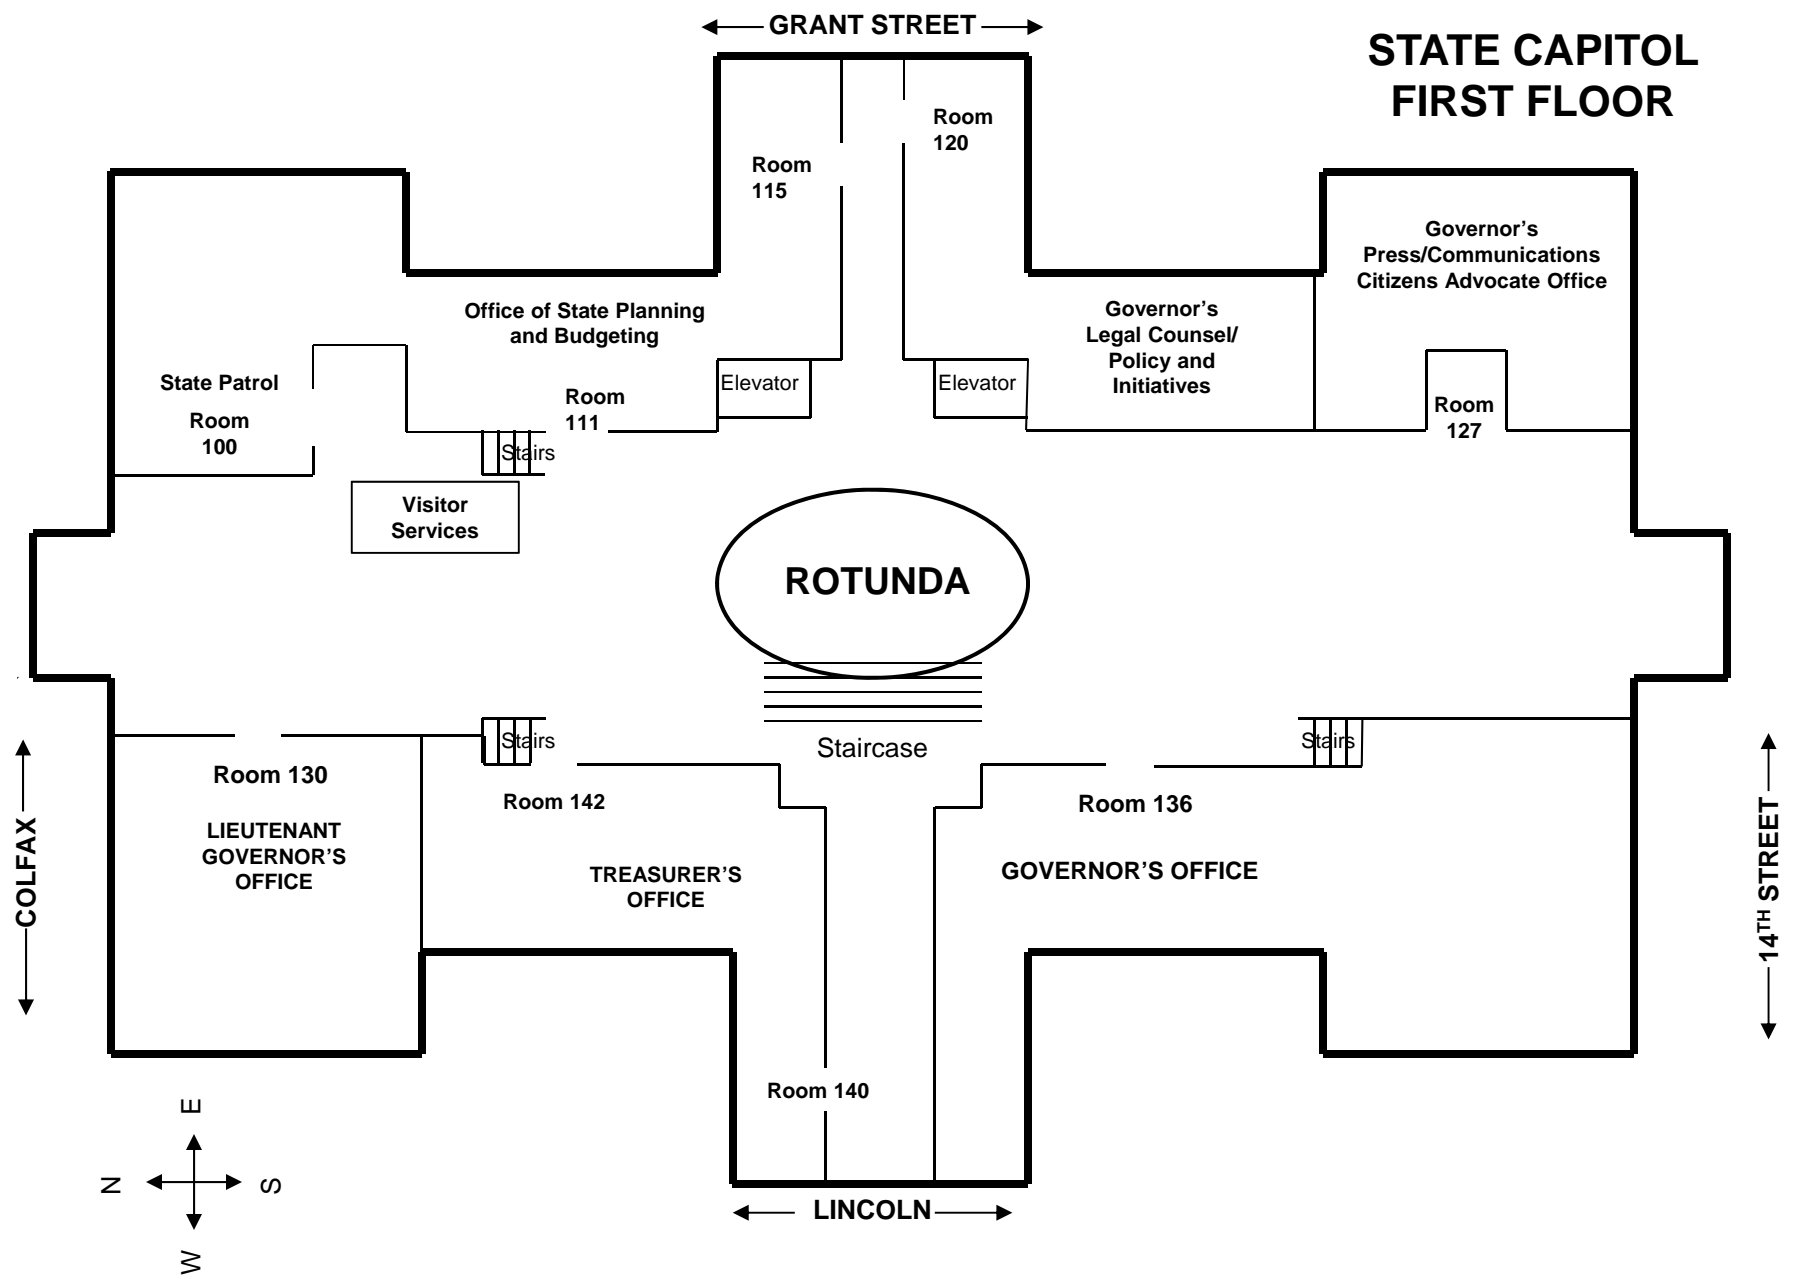 GRANT STREET
STATE CAPITOL
FIRST FLOOR
Room
120
Room
115
Governor’s
Press/Communications
Citizens Advocate Office
Office of State Planning
and Budgeting
Governor’s
Legal Counsel/
Policy and
Initiatives
State Patrol
Room
100
Room
111
Elevator
Elevator
Room
127
Stairs
Visitor
Services
ROTUNDA
Stairs
Staircase
Stairs
Room 130
LIEUTENANT
GOVERNOR’S
OFFICE
Room 142
TREASURER’S
OFFICE
Room 136
GOVERNOR’S OFFICE
COLFAX
14TH STREET
Room 140
LINCOLN
E
N
S
W